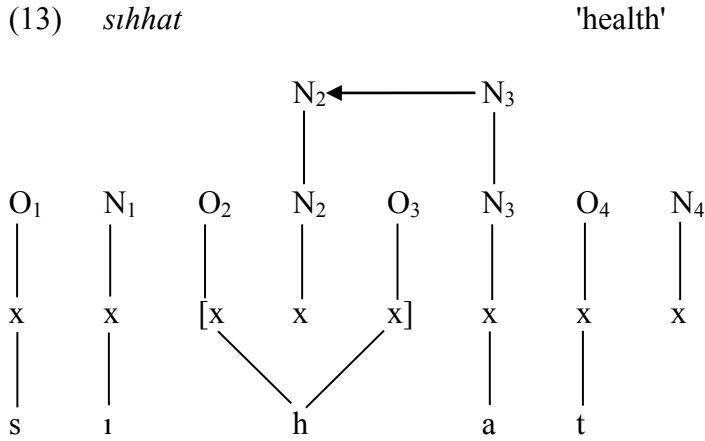 (13) sıhhat 'health'
N₂ N₃
O₁ N₁ O₂ N₂ O₃ N₃ O₄ N₄
x x [x x x] x x x
s ı h a t